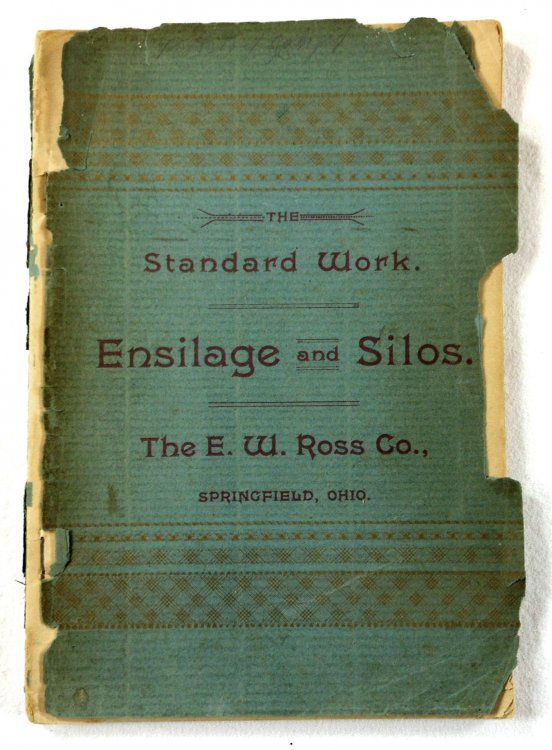 THE
Standard Work.
Ensilage and Silos.
The E. W. Ross Co.,
SPRINGFIELD, OHIO.